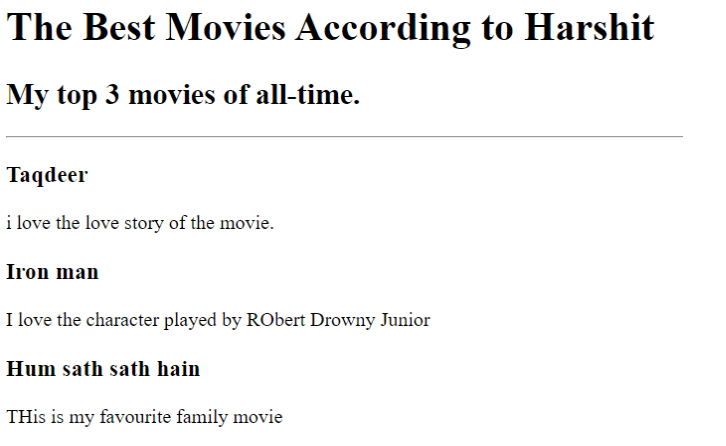 The Best Movies According to Harshit
My top 3 movies of all-time.
Taqdeer
i love the love story of the movie.
Iron man
I love the character played by RObert Drowny Junior
Hum sath sath hain
THis is my favourite family movie